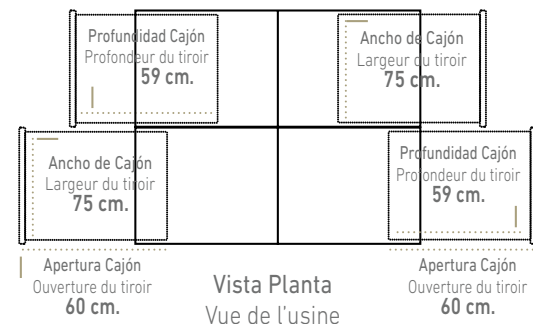 Profundidad Cajón
Profondeur du tiroir
59 cm.
Ancho de Cajón
Largeur du tiroir
75 cm.
Ancho de Cajón
Largeur du tiroir
75 cm.
Profundidad Cajón
Profondeur du tiroir
59 cm.
Apertura Cajón
Ouverture du tiroir
60 cm.
Vista Planta
Vue de l'usine
Apertura Cajón
Ouverture du tiroir
60 cm.